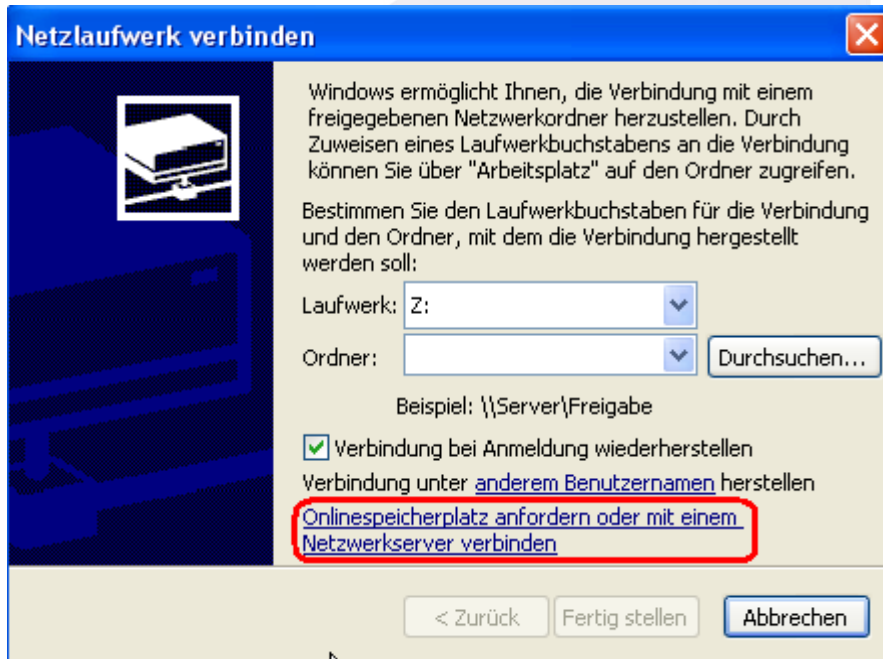 Netzlaufwerk verbinden
Windows ermöglicht Ihnen, die Verbindung mit einem
freigegebenen Netzwerkordner herzustellen. Durch
Zuweisen eines Laufwerkbuchstabens an die Verbindung
können Sie über "Arbeitsplatz" auf den Ordner zugreifen.
Bestimmen Sie den Laufwerkbuchstaben für die Verbindung
und den Ordner, mit dem die Verbindung hergestellt
werden soll:
Laufwerk: Z:
Ordner: Durchsuchen...
Beispiel: \\Server\Freigabe
Verbindung bei Anmeldung wiederherstellen
Verbindung unter anderem Benutzernamen herstellen
Onlinespeicherplatz anfordern oder mit einem
Netzwerkserver verbinden
< Zurück Fertig stellen Abbrechen